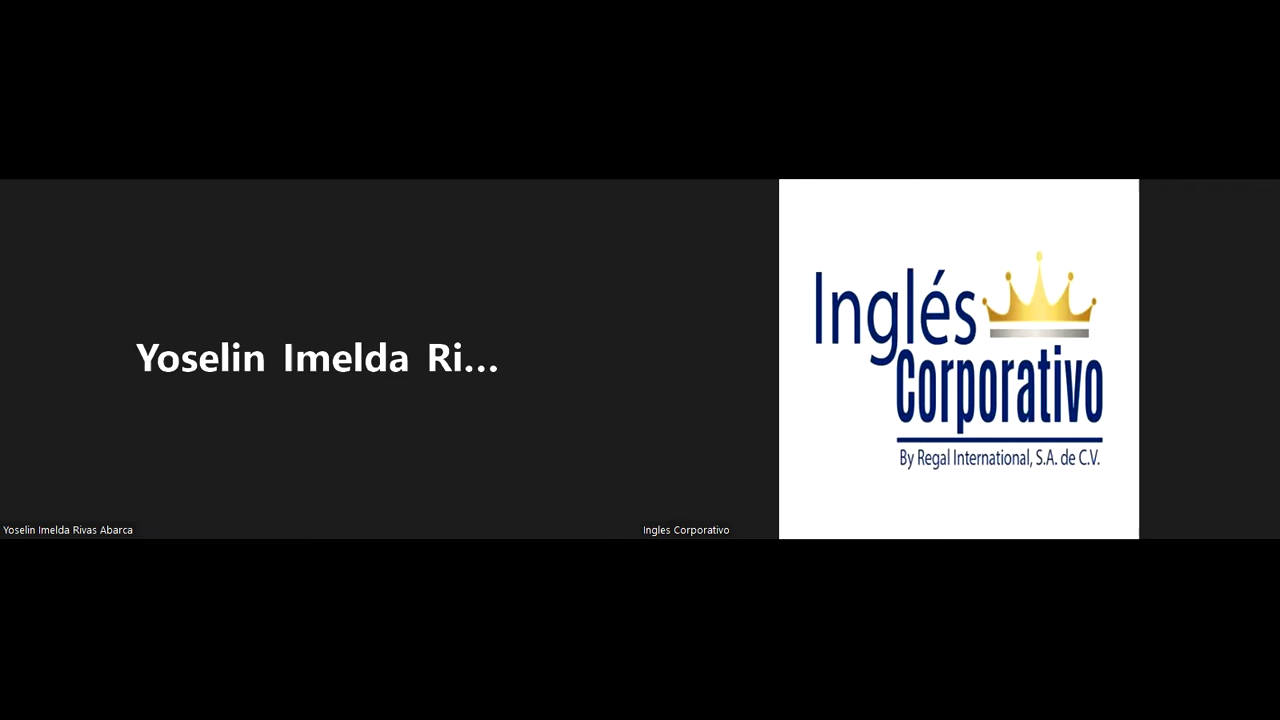 Yoselin Imelda Ri...
Yoselin Imelda Rivas Abarca
Inglés
Corporativo
By Regal International, S.A. de C.V.
Ingles Corporativo